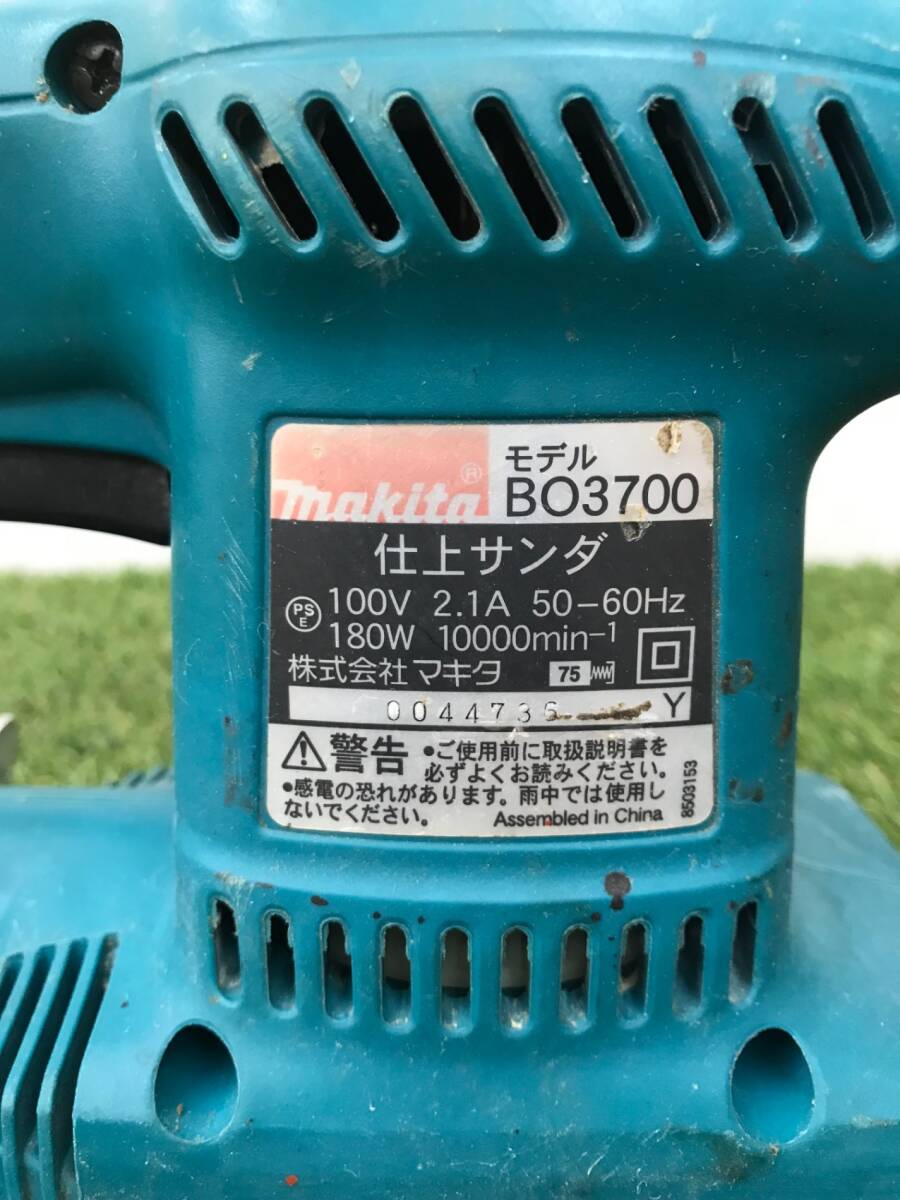 makita®
モデル
BO3700
仕上サンダ
PSE
100V 2.1A 50-60Hz
180W 10000min-1
株式会社 マキタ 75
0044736 Y
警告 •ご使用前に取扱説明書を
必ずよくお読みください。
•感電の恐れがあります。雨中では使用し
ないでください。
Assembled in China
8503153